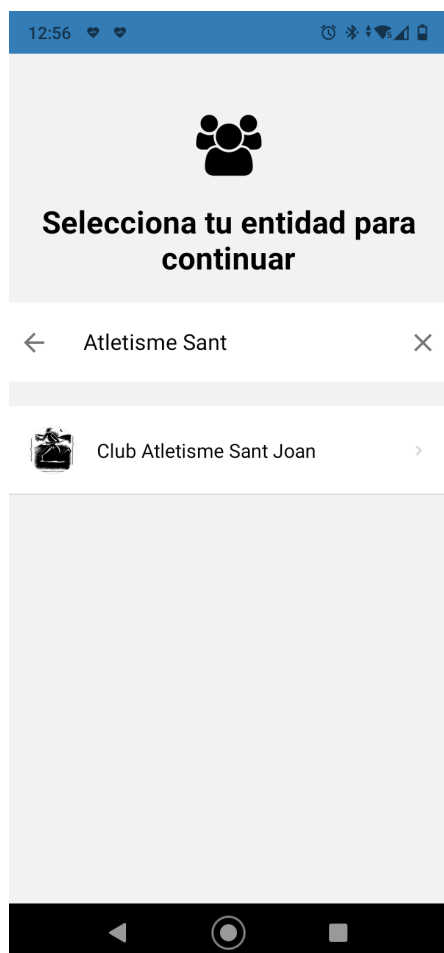 12:56
Selecciona tu entidad para
continuar
Atletisme Sant
Club Atletisme Sant Joan